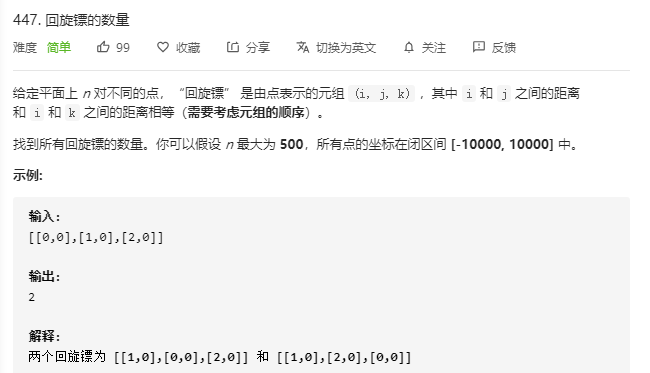 447. 回旋镖的数量
难度 简单 99 收藏 分享 切换为英文 关注 反馈
给定平面上 n 对不同的点，“回旋镖” 是由点表示的元组 (i, j, k) ，其中 i 和 j 之间的距离
和 i 和 k 之间的距离相等（需要考虑元组的顺序）。
找到所有回旋镖的数量。你可以假设 n 最大为 500，所有点的坐标在闭区间 [-10000, 10000] 中。
示例:
输入:
[[0,0],[1,0],[2,0]]
输出:
2
解释:
两个回旋镖为 [[1,0],[0,0],[2,0]] 和 [[1,0],[2,0],[0,0]]